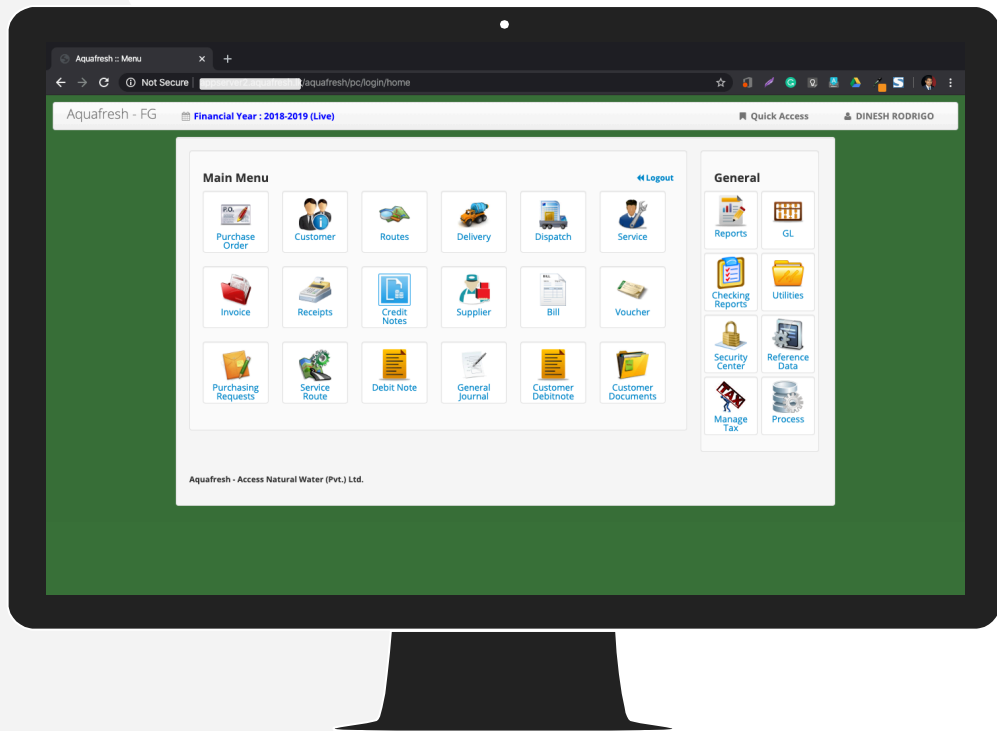 Aquafresh :: Menu
Not Secure
/aquafresh/pc/login/home
Aquafresh - FG
Financial Year : 2018-2019 (Live)
Quick Access
DINESH RODRIGO
Main Menu
Logout
Purchase
Order
Customer
Routes
Delivery
Dispatch
Service
Invoice
Receipts
Credit
Notes
Supplier
Bill
Voucher
Purchasing
Requests
Service
Route
Debit Note
General
Journal
Customer
Debitnote
Customer
Documents
General
Reports
GL
Checking
Reports
Utilities
Security
Center
Reference
Data
Manage
Tax
Process
P.O.
BILL
TAX
Aquafresh - Access Natural Water (Pvt.) Ltd.